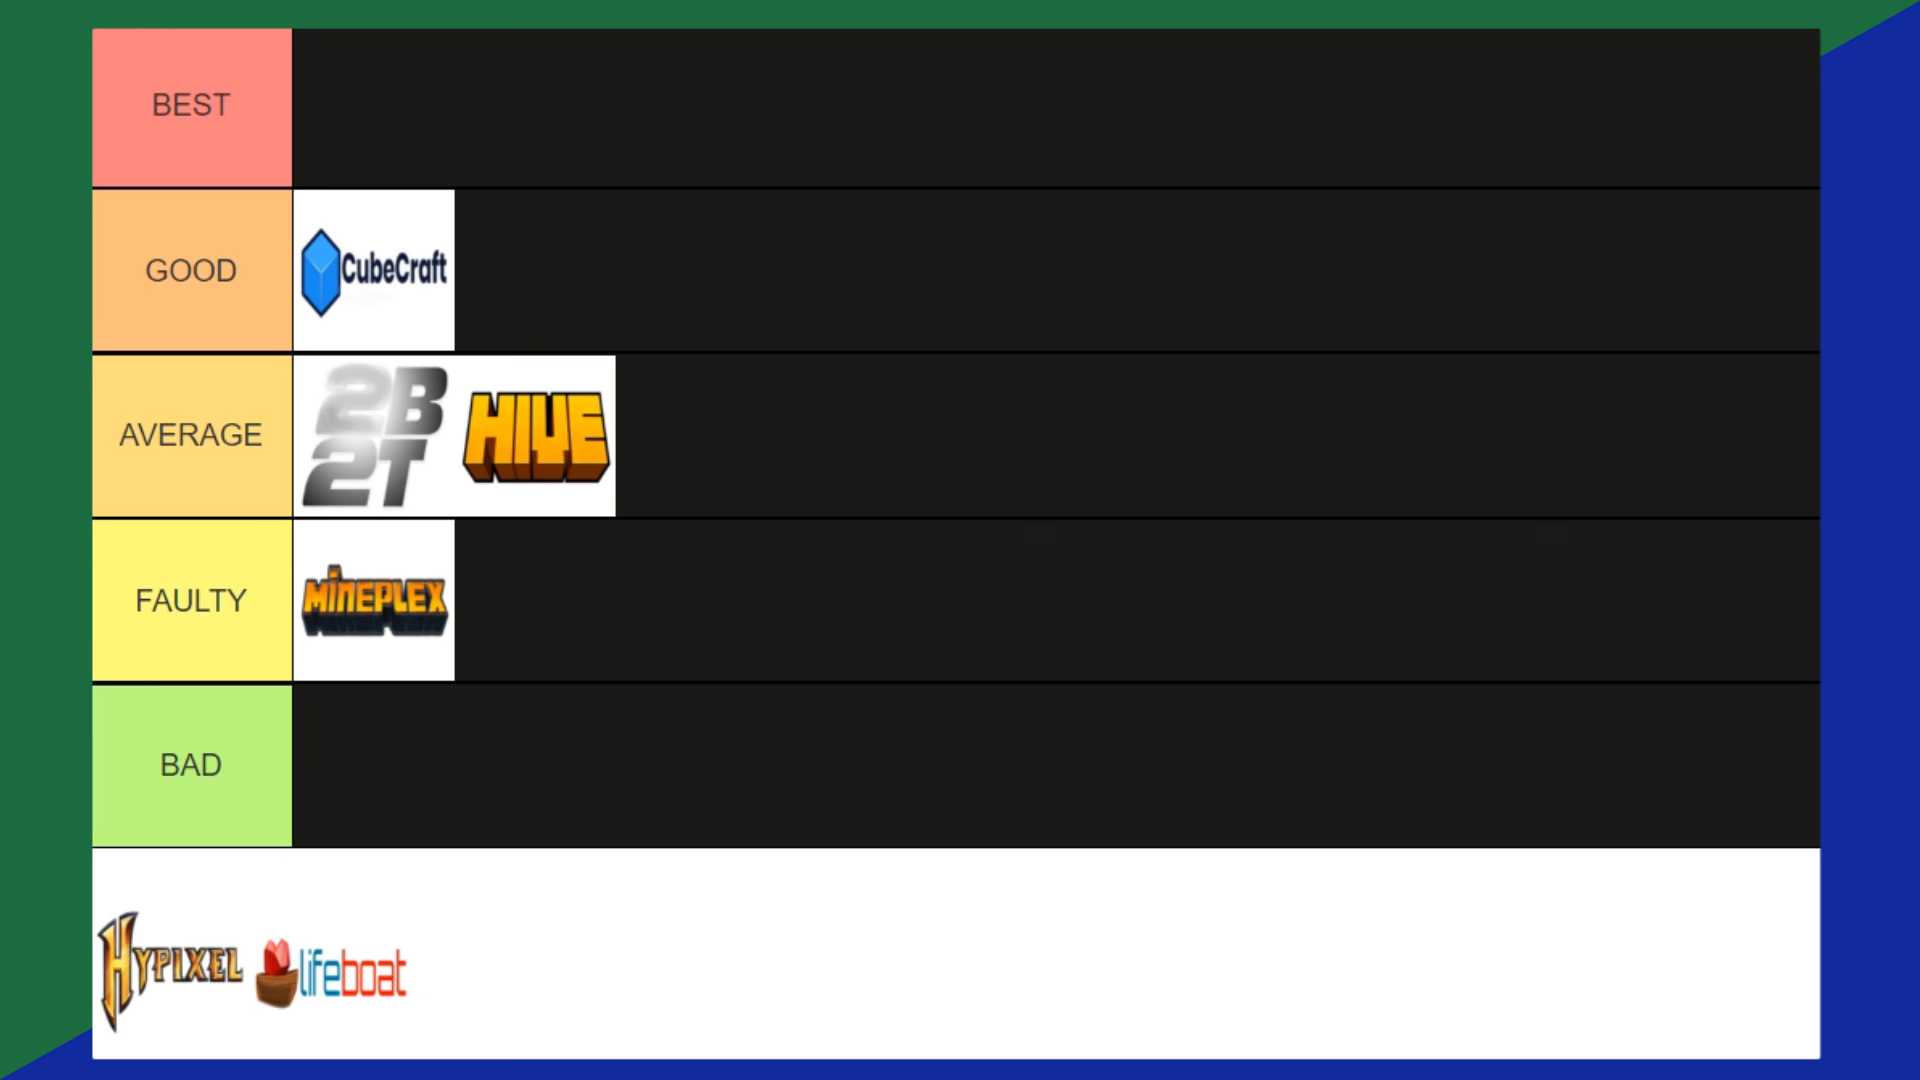 BEST
GOOD
CubeCraft
AVERAGE
2B
2T
HIVE
FAULTY
MINEPLEX
BAD
HYPIXEL
lifeboat